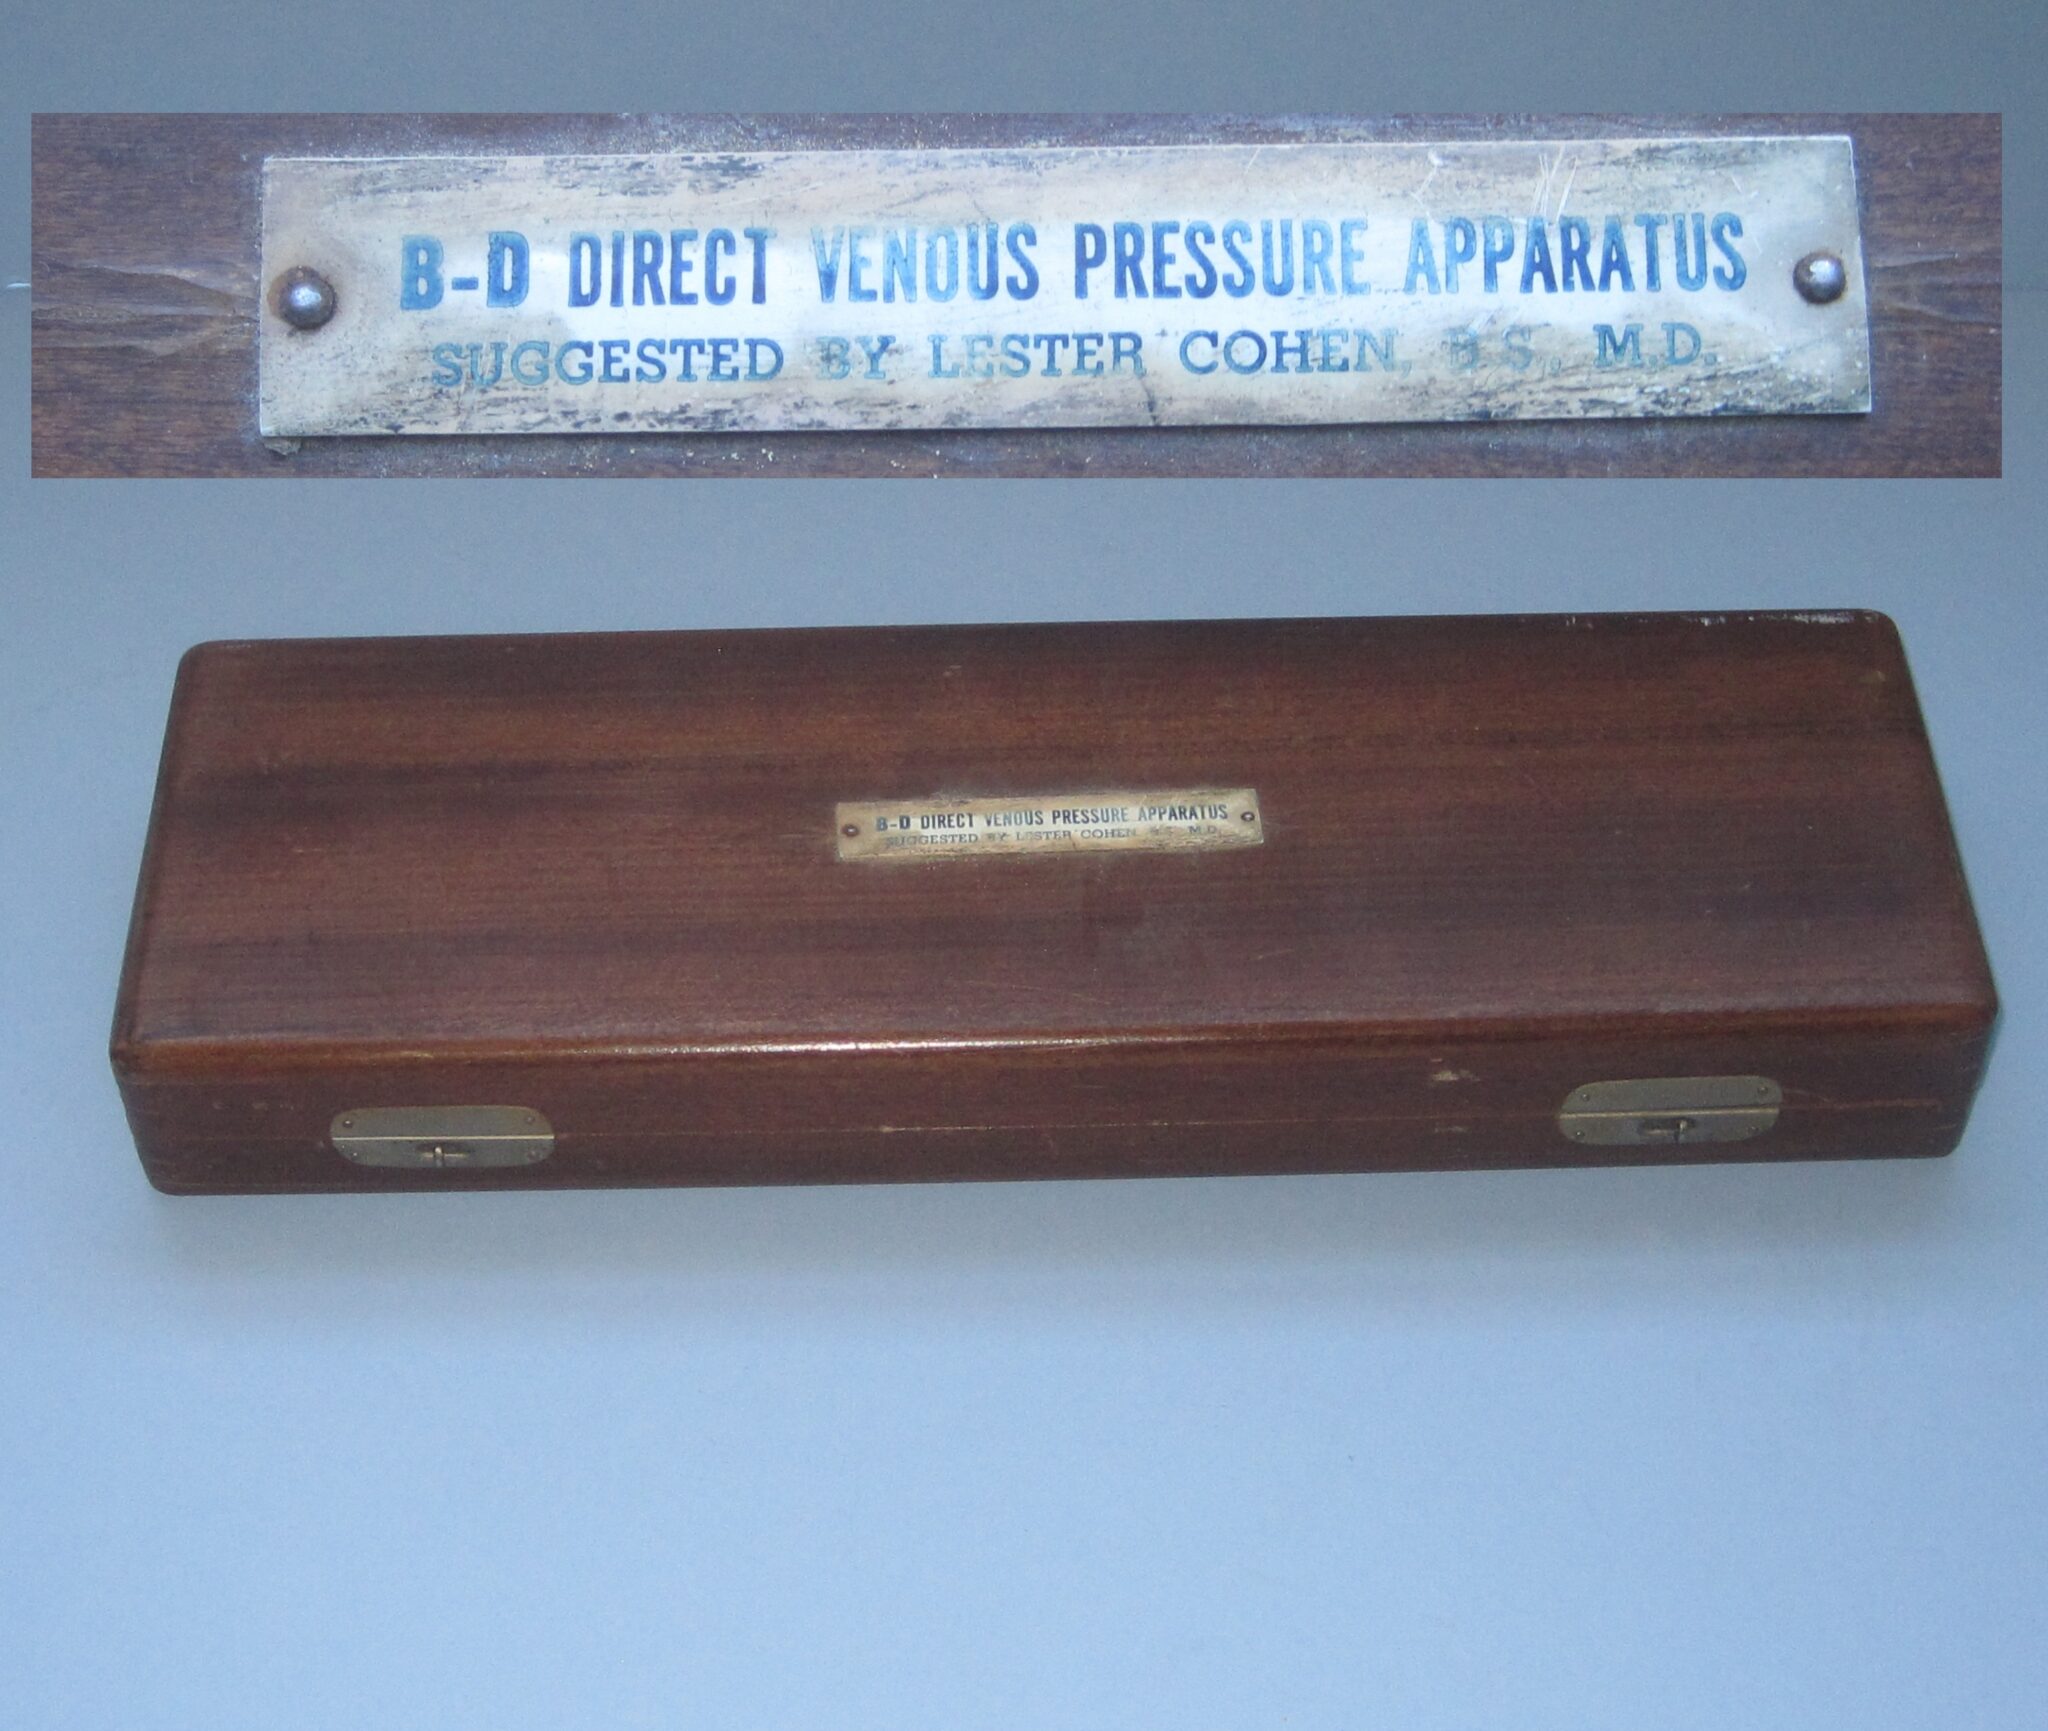 B-D DIRECT VENOUS PRESSURE APPARATUS
SUGGESTED BY LESTER COHEN, B.S., M.D.
B-D DIRECT VENOUS PRESSURE APPARATUS
SUGGESTED BY LESTER COHEN, B.S., M.D.